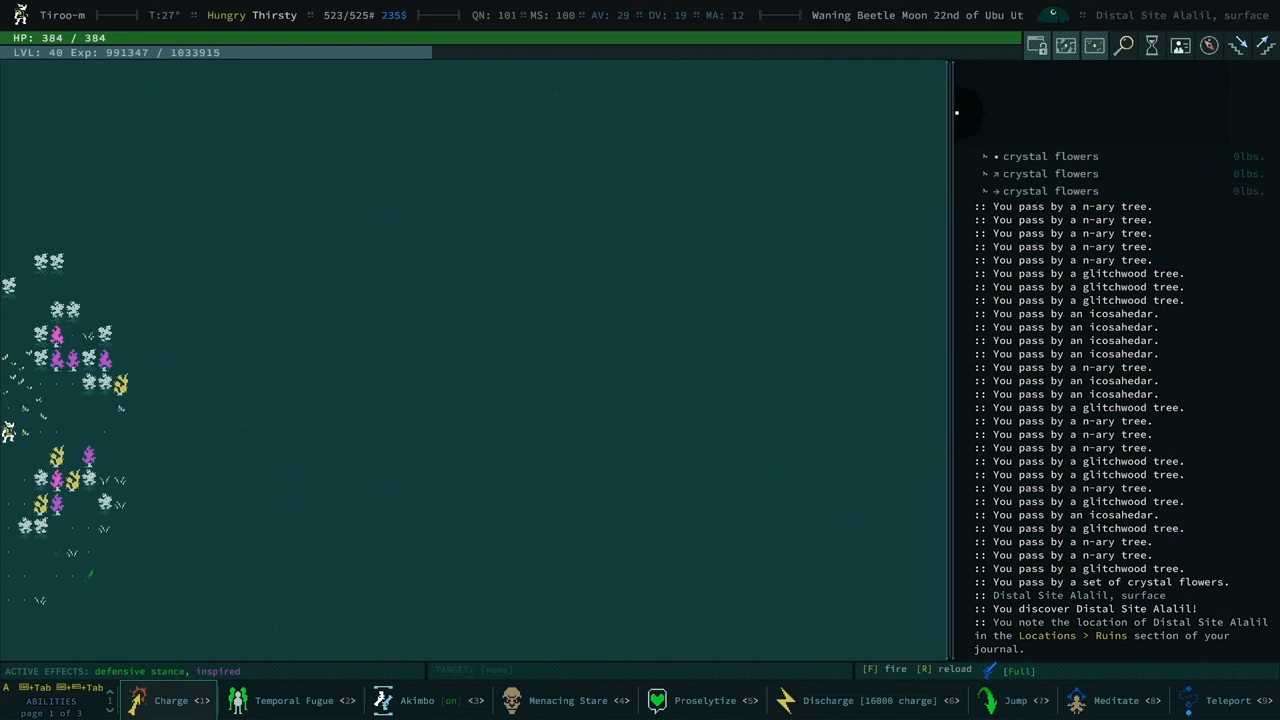 Tiroo-m T:27° :: Hungry Thirsty :: 523/525# 235$ QN: 101 :: MS: 100 :: AV: 29 :: DV: 19 :: MA: 12 Waning Beetle Moon 22nd of Ubu Ut :: Distal Site Alalil, surface
HP: 384 / 384
LVL: 40 Exp: 991347 / 1033915
crystal flowers 0lbs.
crystal flowers 0lbs.
crystal flowers 0lbs.
:: You pass by a n-ary tree.
:: You pass by a n-ary tree.
:: You pass by a n-ary tree.
:: You pass by a n-ary tree.
:: You pass by a n-ary tree.
:: You pass by a glitchwood tree.
:: You pass by a glitchwood tree.
:: You pass by a glitchwood tree.
:: You pass by an icosahedar.
:: You pass by an icosahedar.
:: You pass by an icosahedar.
:: You pass by an icosahedar.
:: You pass by a n-ary tree.
:: You pass by an icosahedar.
:: You pass by an icosahedar.
:: You pass by a glitchwood tree.
:: You pass by a n-ary tree.
:: You pass by a n-ary tree.
:: You pass by a n-ary tree.
:: You pass by a glitchwood tree.
:: You pass by a glitchwood tree.
:: You pass by a n-ary tree.
:: You pass by a glitchwood tree.
:: You pass by an icosahedar.
:: You pass by a glitchwood tree.
:: You pass by a n-ary tree.
:: You pass by a n-ary tree.
:: You pass by a glitchwood tree.
:: You pass by a set of crystal flowers.
:: Distal Site Alalil, surface
:: You discover Distal Site Alalil!
:: You note the location of Distal Site Alalil
in the Locations > Ruins section of your
journal.
ACTIVE EFFECTS: defensive stance, inspired TARGET: [none] [F] fire [R] reload [Full]
A +Tab +Tab
ABILITIES 1
page 1 of 3
Charge <1> Temporal Fugue <2> Akimbo [on] <3> Menacing Stare <4> Proselytize <5> Discharge [16000 charge] <6> Jump <7> Meditate <8> Teleport <9>